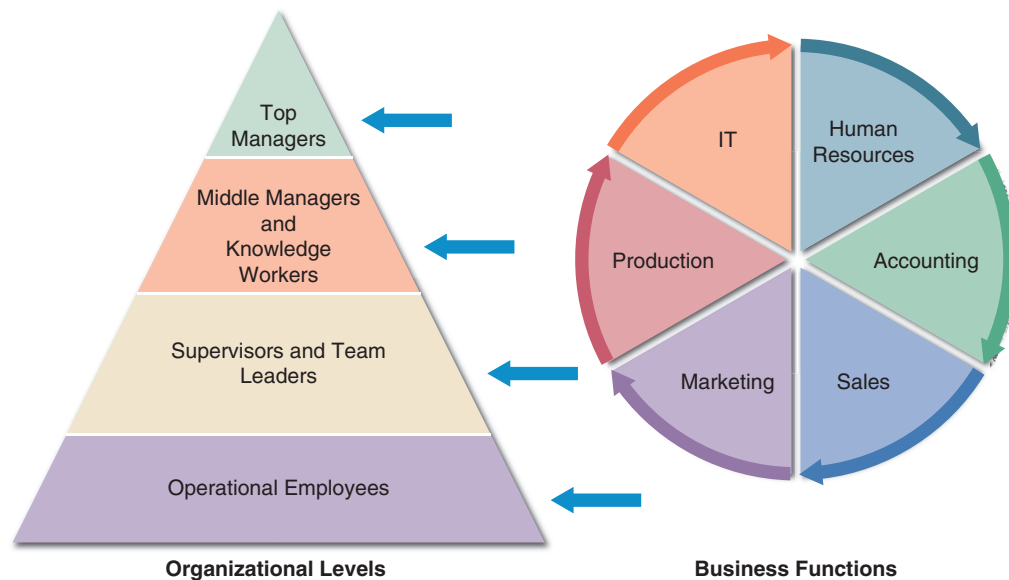 Top
Managers
Middle Managers
and
Knowledge
Workers
Supervisors and Team
Leaders
Operational Employees
Organizational Levels
IT
Human
Resources
Production
Accounting
Marketing
Sales
Business Functions